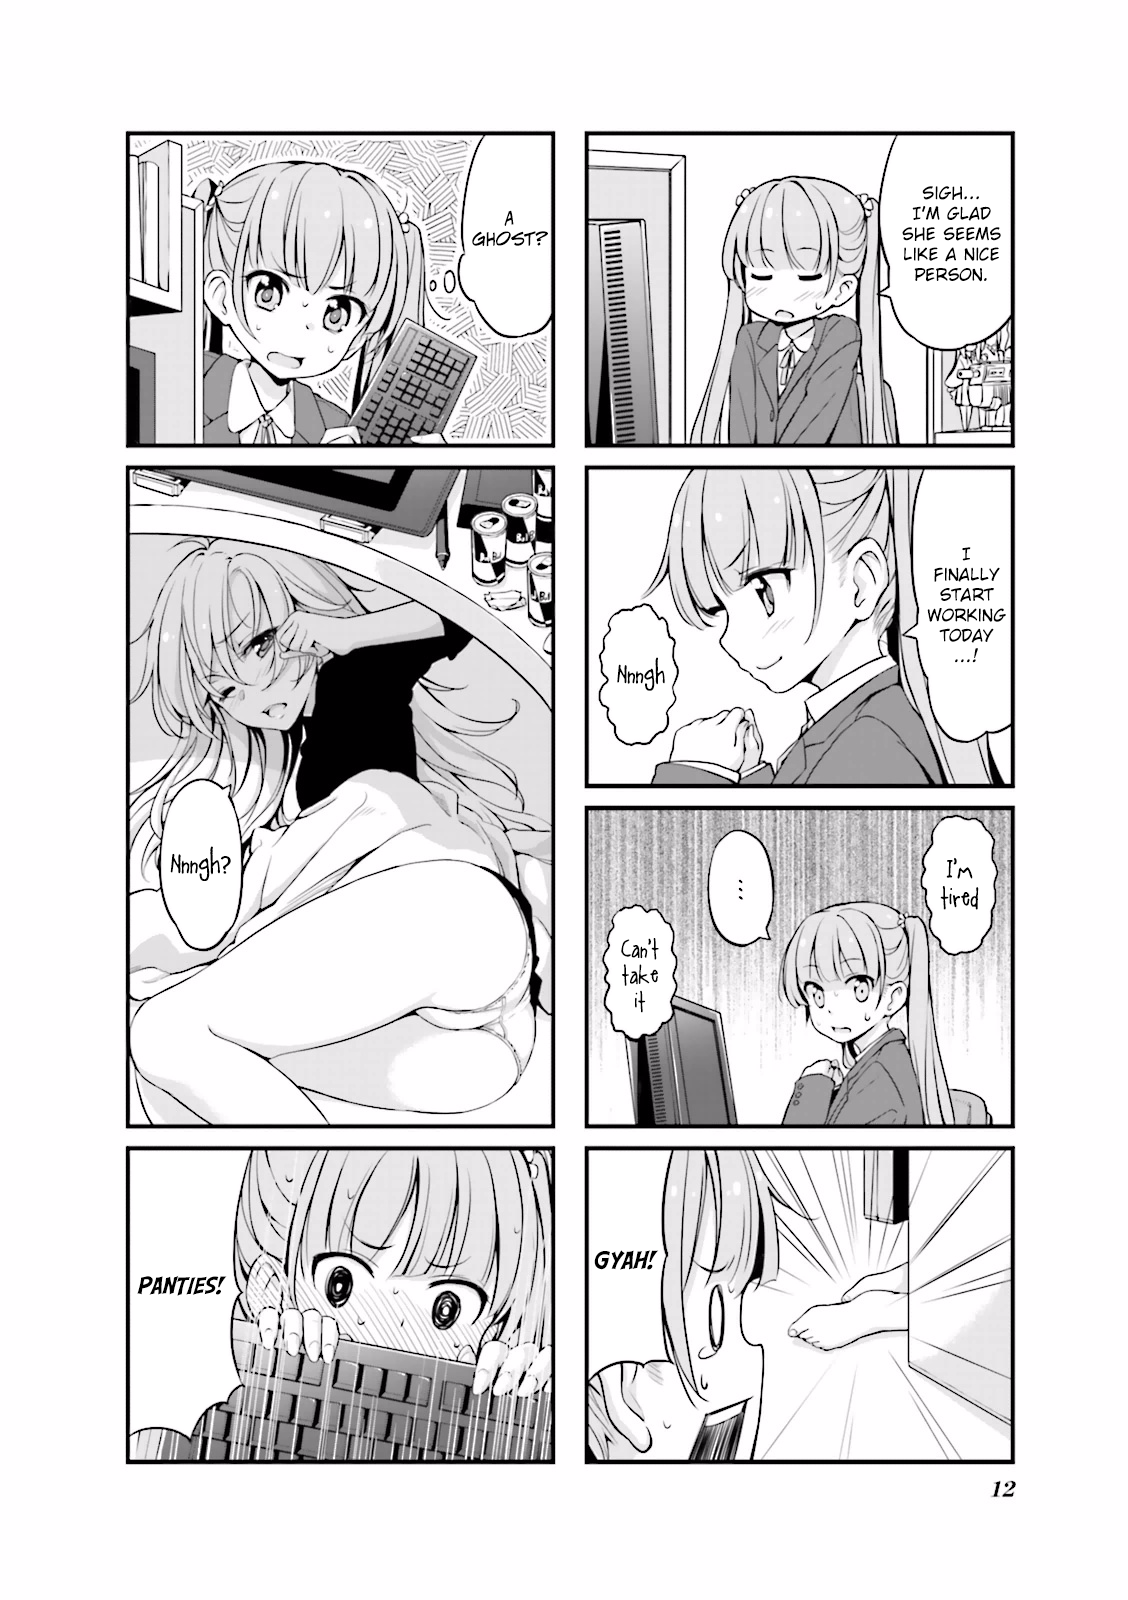 SIGH...
I'M GLAD
SHE SEEMS
LIKE A NICE
PERSON.
I
FINALLY
START
WORKING
TODAY
...!
Nnngh
I'm
tired
...
Can't
take
it
GYAH!
A
GHOST?
Nnngh?
PANTIES!
12